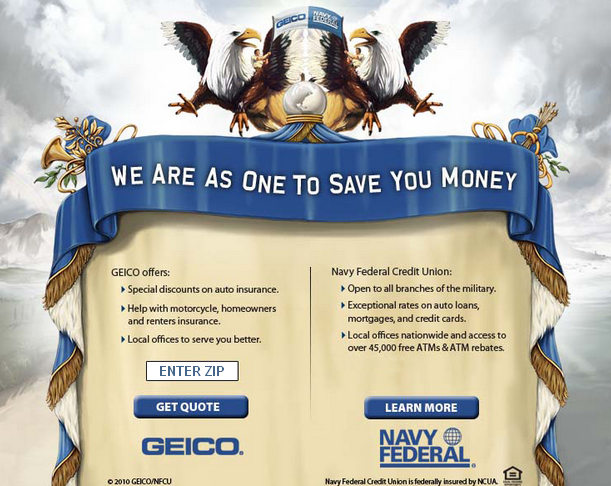 GEICO NAVY
FEDERAL
WE ARE AS ONE TO SAVE YOU MONEY
GEICO offers:
Special discounts on auto insurance.
Help with motorcycle, homeowners
and renters insurance.
Local offices to serve you better.
ENTER ZIP
GET QUOTE
GEICO.
© 2010 GEICO/NFCU
Navy Federal Credit Union:
Open to all branches of the military.
Exceptional rates on auto loans,
mortgages, and credit cards.
Local offices nationwide and access to
over 45,000 free ATMs & ATM rebates.
LEARN MORE
NAVY
FEDERAL
Navy Federal Credit Union is federally insured by NCUA.